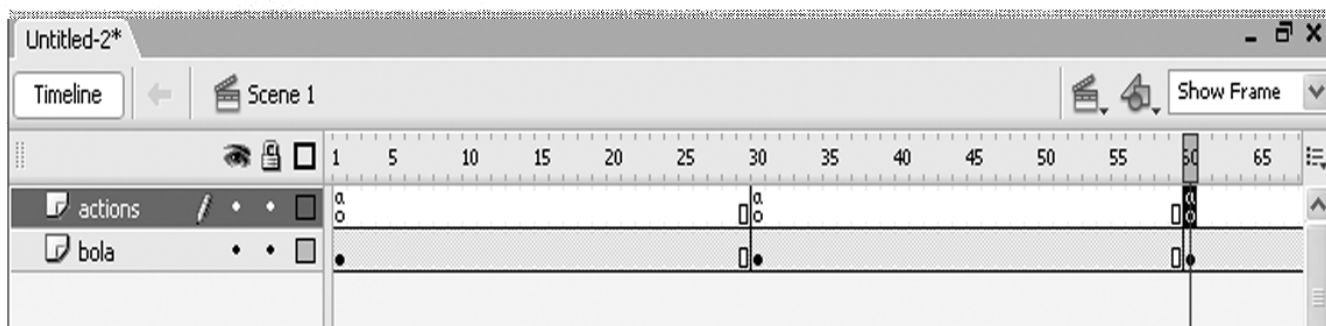 Untitled-2*
Timeline Scene 1 Show Frame
1 5 10 15 20 25 30 35 40 45 50 55 60 65
actions a a a
bola